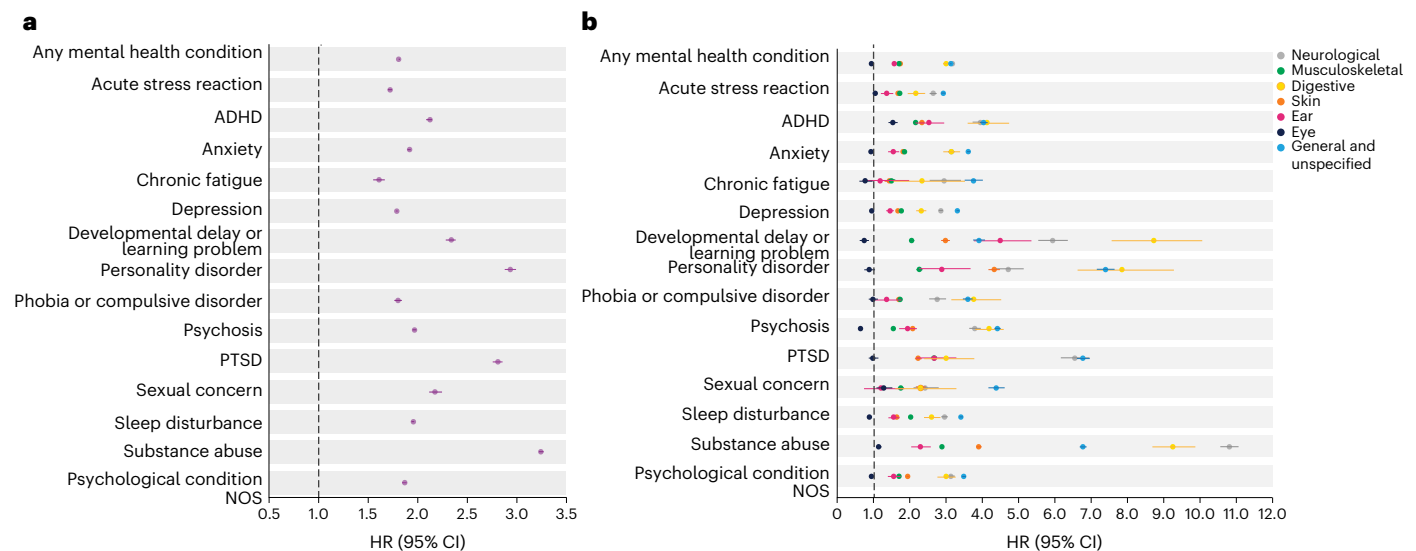 a
Any mental health condition
Acute stress reaction
ADHD
Anxiety
Chronic fatigue
Depression
Developmental delay or
learning problem
Personality disorder
Phobia or compulsive disorder
Psychosis
PTSD
Sexual concern
Sleep disturbance
Substance abuse
Psychological condition
NOS
0.5 1.0 1.5 2.0 2.5 3.0 3.5
HR (95% CI)
b
Any mental health condition
Acute stress reaction
ADHD
Anxiety
Chronic fatigue
Depression
Developmental delay or
learning problem
Personality disorder
Phobia or compulsive disorder
Psychosis
PTSD
Sexual concern
Sleep disturbance
Substance abuse
Psychological condition
NOS
0 1.0 2.0 3.0 4.0 5.0 6.0 7.0 8.0 9.0 10.0 11.0 12.0
HR (95% CI)
Neurological
Musculoskeletal
Digestive
Skin
Ear
Eye
General and
unspecified